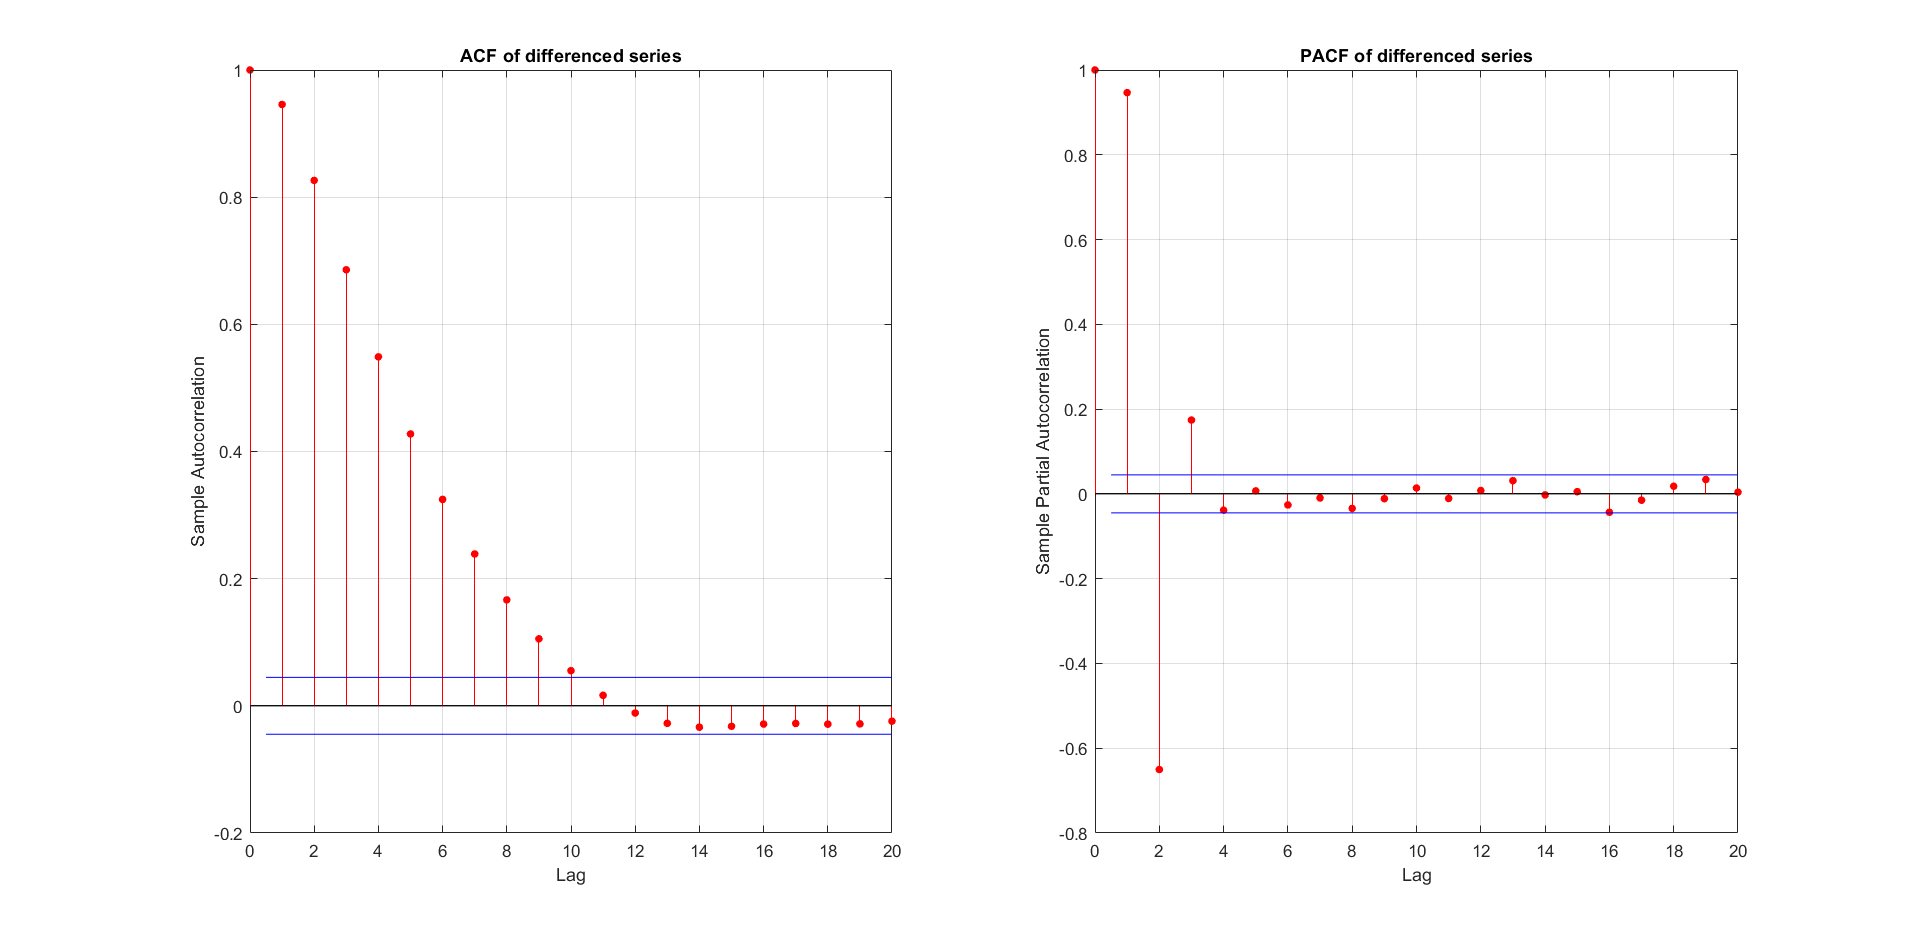 ACF of differenced series
Sample Autocorrelation
1
0.8
0.6
0.4
0.2
0
-0.2
0 2 4 6 8 10 12 14 16 18 20
Lag
PACF of differenced series
Sample Partial Autocorrelation
1
0.8
0.6
0.4
0.2
0
-0.2
-0.4
-0.6
-0.8
0 2 4 6 8 10 12 14 16 18 20
Lag